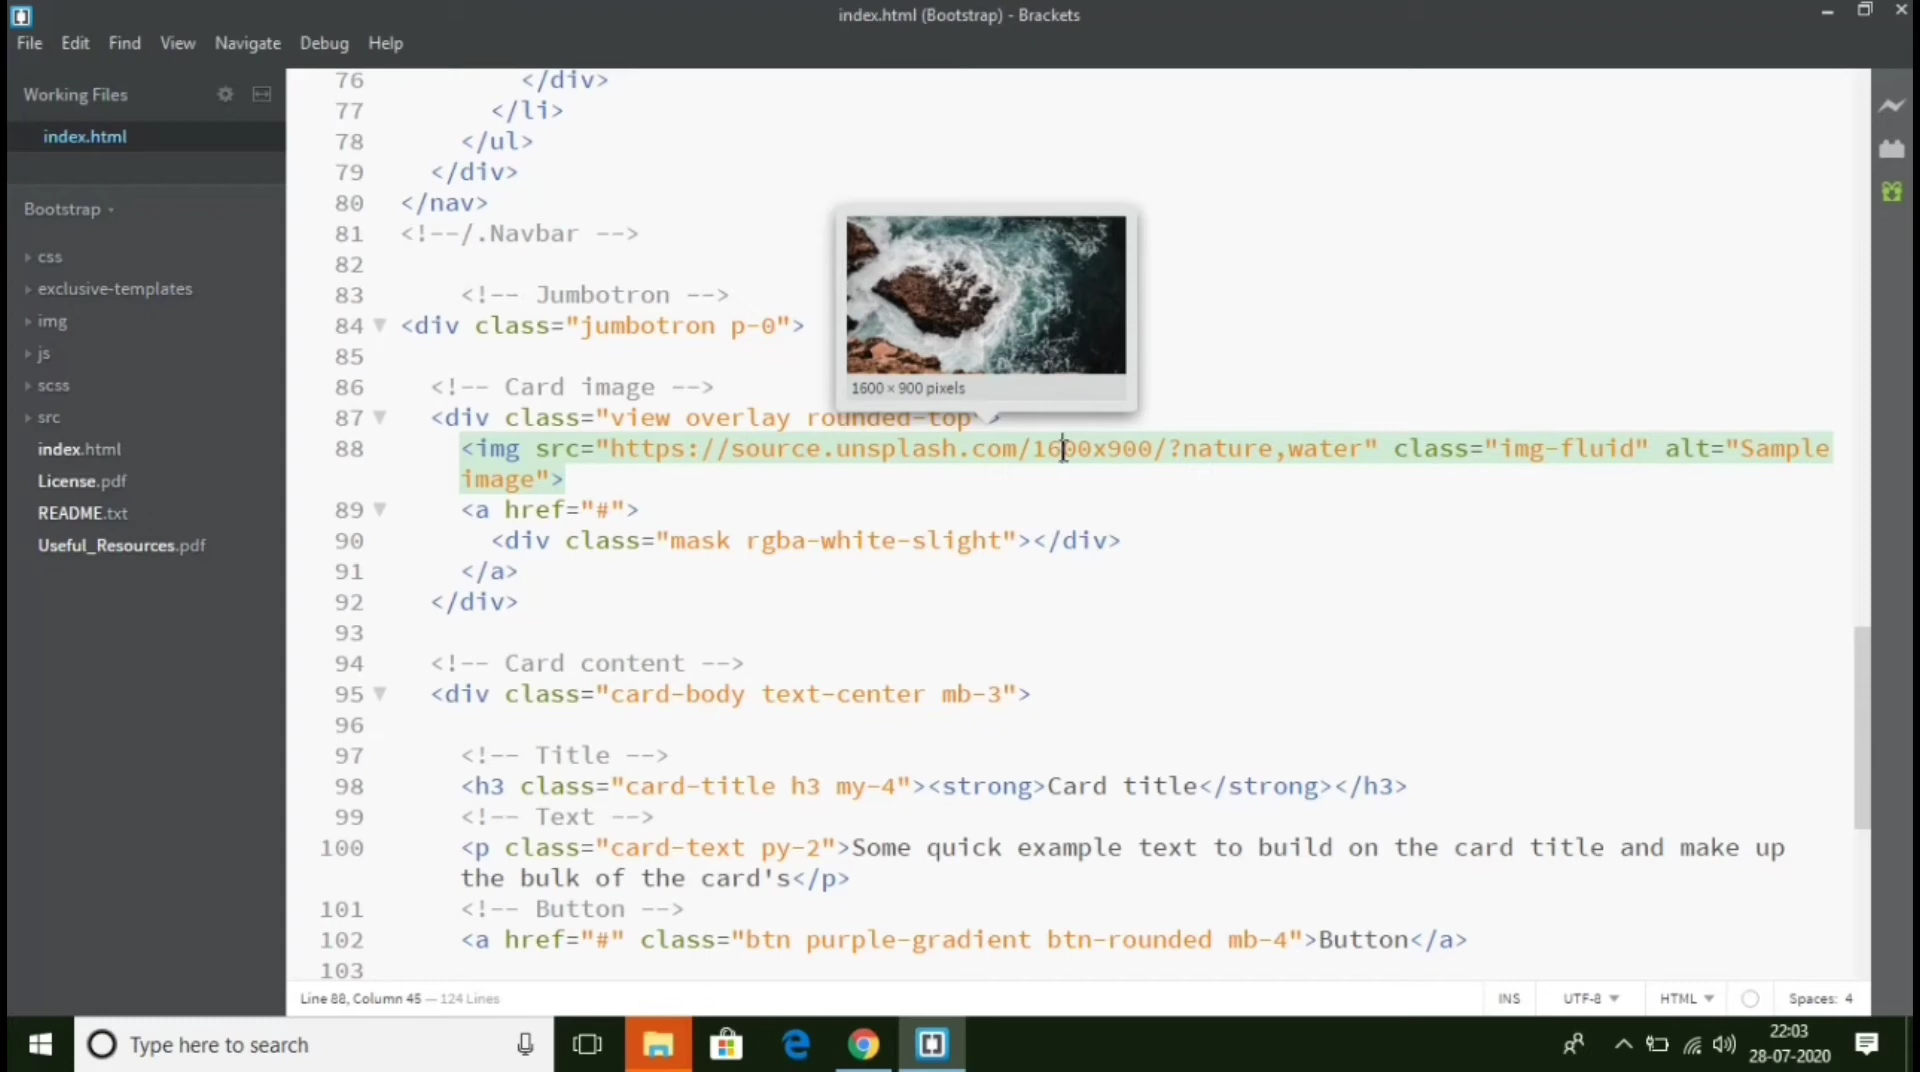 index.html (Bootstrap) - Brackets
File Edit Find View Navigate Debug Help
Working Files
index.html
Bootstrap
css
exclusive-templates
img
js
scss
src
index.html
License.pdf
README.txt
Useful_Resources.pdf
76 </div>
77 </li>
78 </ul>
79 </div>
80 </nav>
81 <!--/.Navbar -->
82
83 <!-- Jumbotron -->
84 <div class="jumbotron p-0">
85
86 <!-- Card image -->
87 <div class="view overlay rounded-top">
88 <img src="https://source.unsplash.com/1600x900/?nature,water" class="img-fluid" alt="Sample
image">
89 <a href="#">
90 <div class="mask rgba-white-slight"></div>
91 </a>
92 </div>
93
94 <!-- Card content -->
95 <div class="card-body text-center mb-3">
96
97 <!-- Title -->
98 <h3 class="card-title h3 my-4"><strong>Card title</strong></h3>
99 <!-- Text -->
100 <p class="card-text py-2">Some quick example text to build on the card title and make up
the bulk of the card's</p>
101 <!-- Button -->
102 <a href="#" class="btn purple-gradient btn-rounded mb-4">Button</a>
103
1600 × 900 pixels
Line 88, Column 45 — 124 Lines
INS UTF-8 HTML Spaces: 4
Type here to search
22:03
28-07-2020